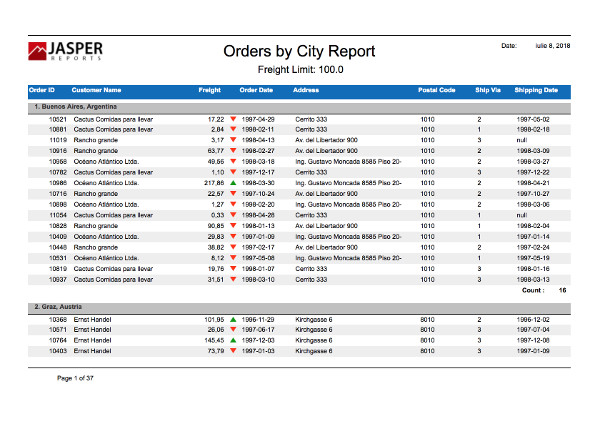 JASPER
REPORTS
Orders by City Report
Date: iulie 8, 2018
Freight Limit: 100.0
Order ID Customer Name Freight Order Date Address Postal Code Ship Via Shipping Date
1. Buenos Aires, Argentina
10521 Cactus Comidas para llevar 17,22 1997-04-29 Cerrito 333 1010 2 1997-05-02
10881 Cactus Comidas para llevar 2,84 1998-02-11 Cerrito 333 1010 1 1998-02-18
11019 Rancho grande 3,17 1998-04-13 Av. del Libertador 900 1010 3 null
10916 Rancho grande 63,77 1998-02-27 Av. del Libertador 900 1010 2 1998-03-09
10958 Océano Atlántico Ltda. 49,56 1998-03-18 Ing. Gustavo Moncada 8585 Piso 20- 1010 2 1998-03-27
10782 Cactus Comidas para llevar 1,10 1997-12-17 Cerrito 333 1010 3 1997-12-22
10986 Océano Atlántico Ltda. 217,86 1998-03-30 Ing. Gustavo Moncada 8585 Piso 20- 1010 2 1998-04-21
10716 Rancho grande 22,57 1997-10-24 Av. del Libertador 900 1010 2 1997-10-27
10898 Océano Atlántico Ltda. 1,27 1998-02-20 Ing. Gustavo Moncada 8585 Piso 20- 1010 2 1998-03-06
11054 Cactus Comidas para llevar 0,33 1998-04-28 Cerrito 333 1010 1 null
10828 Rancho grande 90,85 1998-01-13 Av. del Libertador 900 1010 1 1998-02-04
10409 Océano Atlántico Ltda. 29,83 1997-01-09 Ing. Gustavo Moncada 8585 Piso 20- 1010 1 1997-01-14
10448 Rancho grande 38,82 1997-02-17 Av. del Libertador 900 1010 2 1997-02-24
10531 Océano Atlántico Ltda. 8,12 1997-05-08 Ing. Gustavo Moncada 8585 Piso 20- 1010 1 1997-05-19
10819 Cactus Comidas para llevar 19,76 1998-01-07 Cerrito 333 1010 3 1998-01-16
10937 Cactus Comidas para llevar 31,51 1998-03-10 Cerrito 333 1010 3 1998-03-13
Count : 16
2. Graz, Austria
10368 Ernst Handel 101,95 1996-11-29 Kirchgasse 6 8010 2 1996-12-02
10571 Ernst Handel 26,06 1997-06-17 Kirchgasse 6 8010 3 1997-07-04
10764 Ernst Handel 145,45 1997-12-03 Kirchgasse 6 8010 3 1997-12-08
10403 Ernst Handel 73,79 1997-01-03 Kirchgasse 6 8010 3 1997-01-09
Page 1 of 37